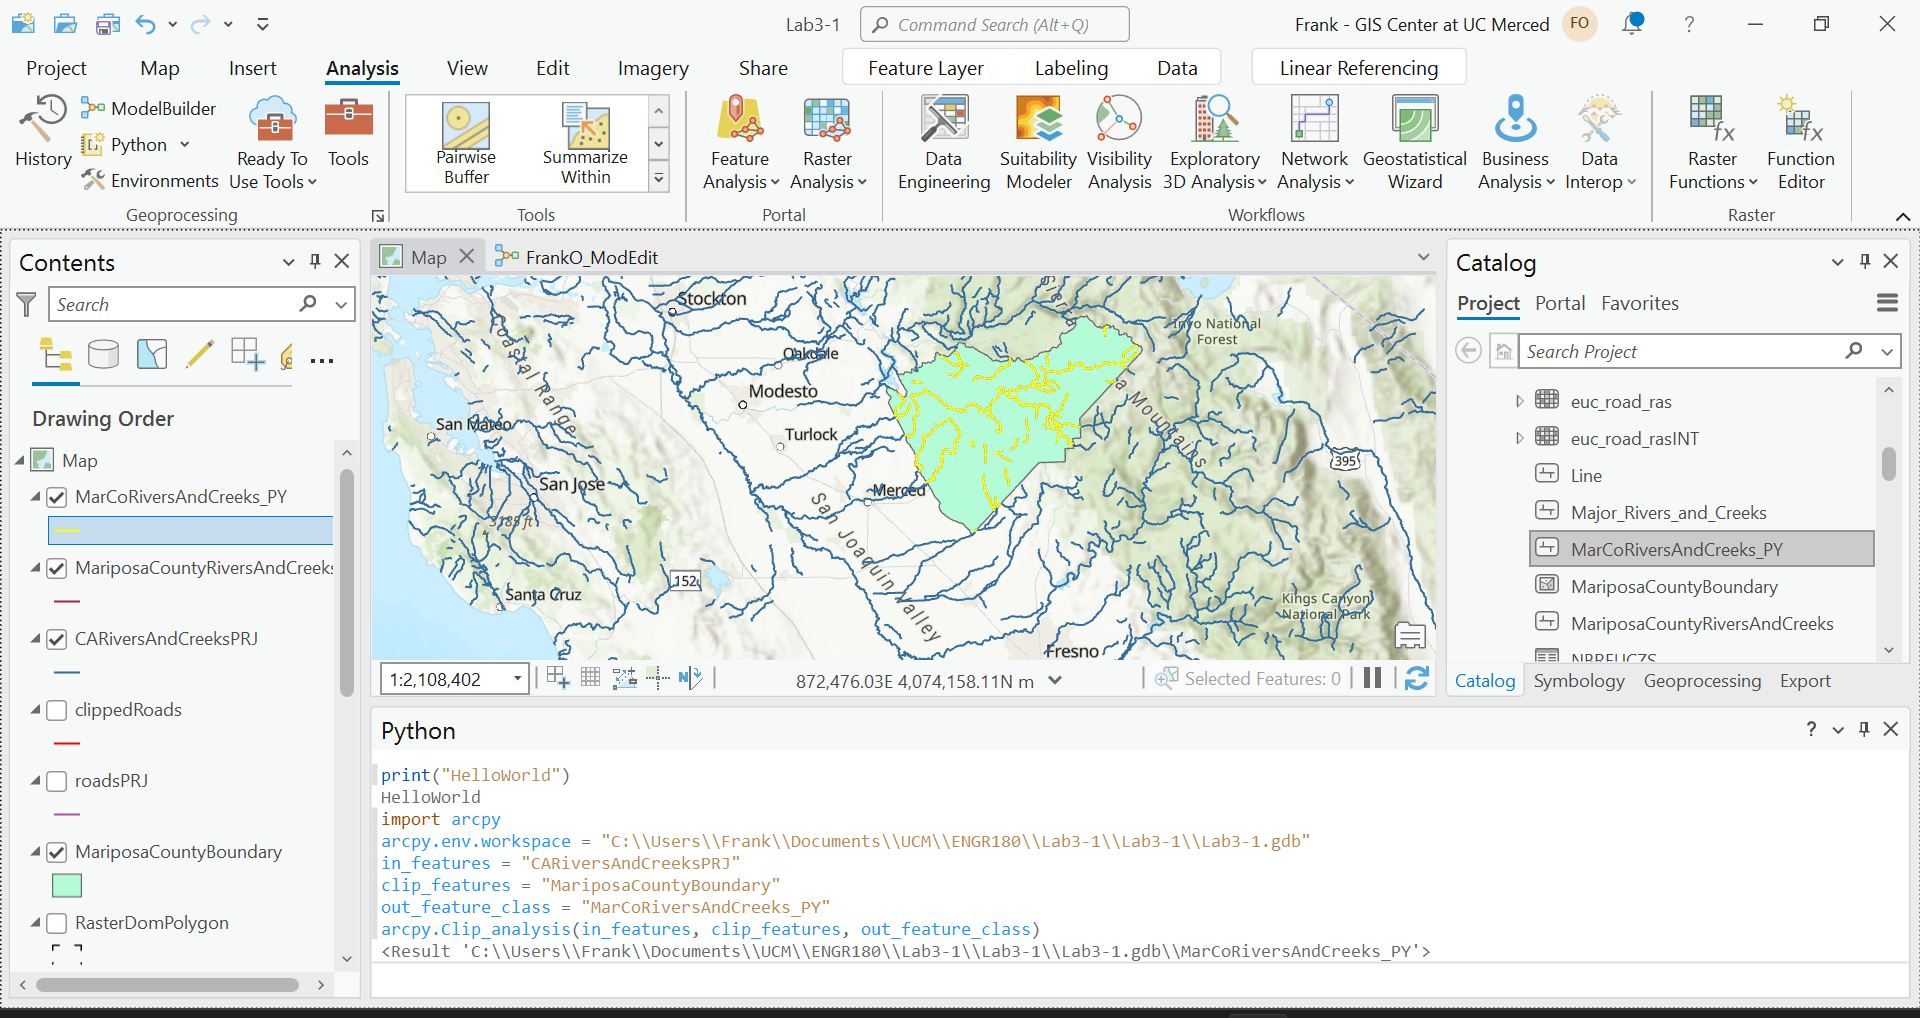 Lab3-1
Command Search (Alt+Q)
Frank - GIS Center at UC Merced
FO
?
Project
Map
Insert
Analysis
View
Edit
Imagery
Share
Feature Layer
Labeling
Data
Linear Referencing
History
ModelBuilder
Python
Environments
Ready To
Use Tools
Tools
Geoprocessing
Pairwise
Buffer
Summarize
Within
Tools
Feature
Analysis
Raster
Analysis
Portal
Data
Engineering
Suitability
Modeler
Visibility
Analysis
Exploratory
3D Analysis
Network
Analysis
Geostatistical
Wizard
Business
Analysis
Data
Interop
Workflows
fx
Raster
Functions
fx
Function
Editor
Raster
Contents
Search
Drawing Order
Map
MarCoRiversAndCreeks_PY
MariposaCountyRiversAndCreeks
CARiversAndCreeksPRJ
clippedRoads
roadsPRJ
MariposaCountyBoundary
RasterDomPolygon
Map
FrankO_ModEdit
Stockton
Oakdale
Modesto
Turlock
San Mateo
San Jose
Merced
Santa Cruz
Fresno
Coastal Range
San Joaquin Valley
Inyo National
Forest
Kings Canyon
National Park
3185 ft
152
395
1:2,108,402
872,476.03E 4,074,158.11N m
Selected Features: 0
Catalog
Project
Portal
Favorites
Search Project
euc_road_ras
euc_road_rasINT
Line
Major_Rivers_and_Creeks
MarCoRiversAndCreeks_PY
MariposaCountyBoundary
MariposaCountyRiversAndCreeks
Catalog
Symbology
Geoprocessing
Export
Python
?
print("HelloWorld")
HelloWorld
import arcpy
arcpy.env.workspace = "C:\\Users\\Frank\\Documents\\UCM\\ENGR180\\Lab3-1\\Lab3-1\\Lab3-1.gdb"
in_features = "CARiversAndCreeksPRJ"
clip_features = "MariposaCountyBoundary"
out_feature_class = "MarCoRiversAndCreeks_PY"
arcpy.Clip_analysis(in_features, clip_features, out_feature_class)
<Result 'C:\\Users\\Frank\\Documents\\UCM\\ENGR180\\Lab3-1\\Lab3-1\\Lab3-1.gdb\\MarCoRiversAndCreeks_PY'>